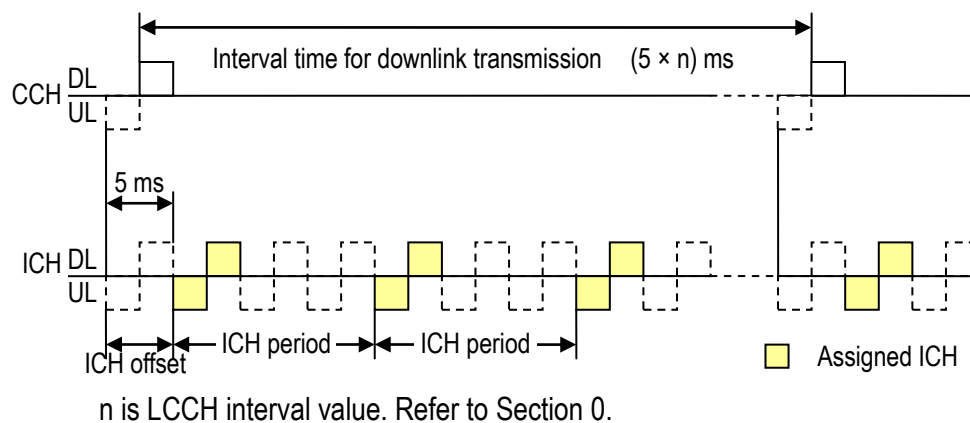 Interval time for downlink transmission (5 × n) ms
CCH DL
UL
5 ms
ICH DL
UL
ICH offset
ICH period
ICH period
Assigned ICH
n is LCCH interval value. Refer to Section 0.